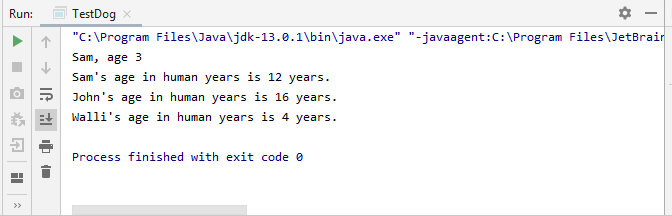 Run: TestDog
"C:\Program Files\Java\jdk-13.0.1\bin\java.exe" "-javaagent:C:\Program Files\JetBrain
Sam, age 3
Sam's age in human years is 12 years.
John's age in human years is 16 years.
Walli's age in human years is 4 years.
Process finished with exit code 0